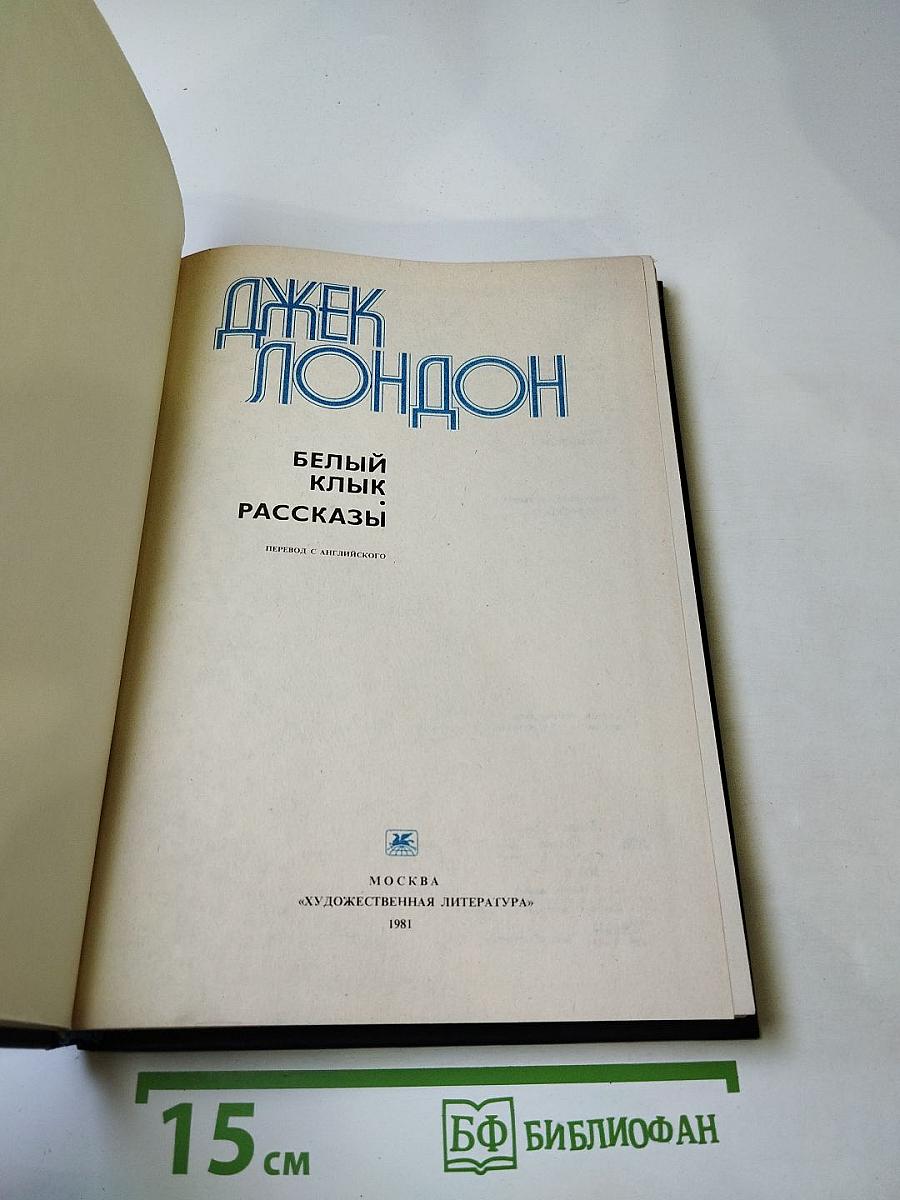 ДЖЕК
ЛОНДОН
БЕЛЫЙ
КЛЫК
·
РАССКАЗЫ
ПЕРЕВОД С АНГЛИЙСКОГО
МОСКВА
«ХУДОЖЕСТВЕННАЯ ЛИТЕРАТУРА»
1981
15 см
БФ БИБЛИОФАН